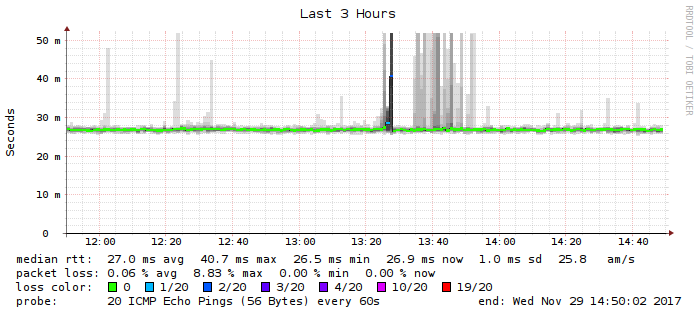 Last 3 Hours
RRDTOOL / TOBI OETIKER
Seconds
50 m
40 m
30 m
20 m
10 m
0
12:00 12:20 12:40 13:00 13:20 13:40 14:00 14:20 14:40
median rtt: 27.0 ms avg 40.7 ms max 26.5 ms min 26.9 ms now 1.0 ms sd 25.8 am/s
packet loss: 0.06 % avg 8.83 % max 0.00 % min 0.00 % now
loss color: 0 1/20 2/20 3/20 4/20 10/20 19/20
probe: 20 ICMP Echo Pings (56 Bytes) every 60s end: Wed Nov 29 14:50:02 2017